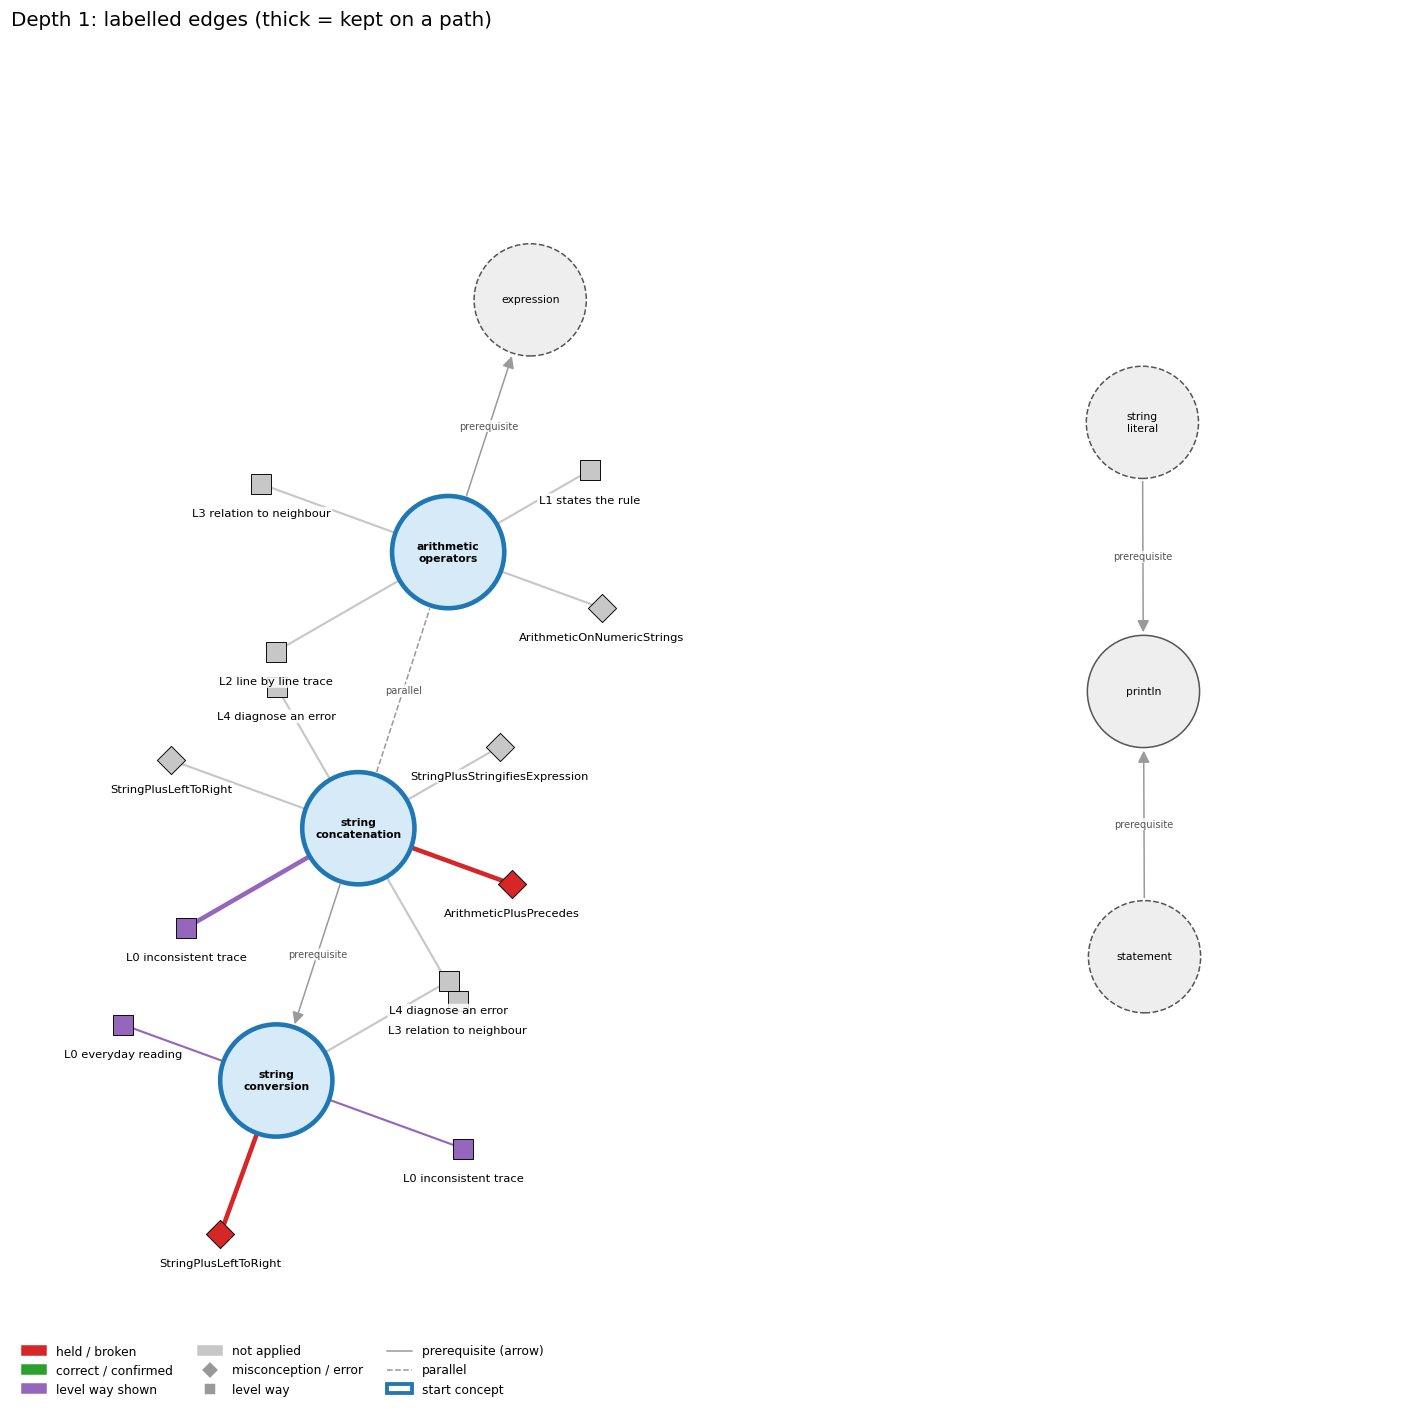 Depth 1: labelled edges (thick = kept on a path)
expression
prerequisite
string
literal
L3 relation to neighbour
L1 states the rule
arithmetic
operators
prerequisite
ArithmeticOnNumericStrings
L2 line by line trace
parallel
println
L4 diagnose an error
StringPlusLeftToRight
StringPlusStringifiesExpression
string
concatenation
prerequisite
ArithmeticPlusPrecedes
L0 inconsistent trace
prerequisite
statement
L4 diagnose an error
L3 relation to neighbour
L0 everyday reading
string
conversion
L0 inconsistent trace
StringPlusLeftToRight
held / broken
correct / confirmed
level way shown
not applied
misconception / error
level way
prerequisite (arrow)
parallel
start concept